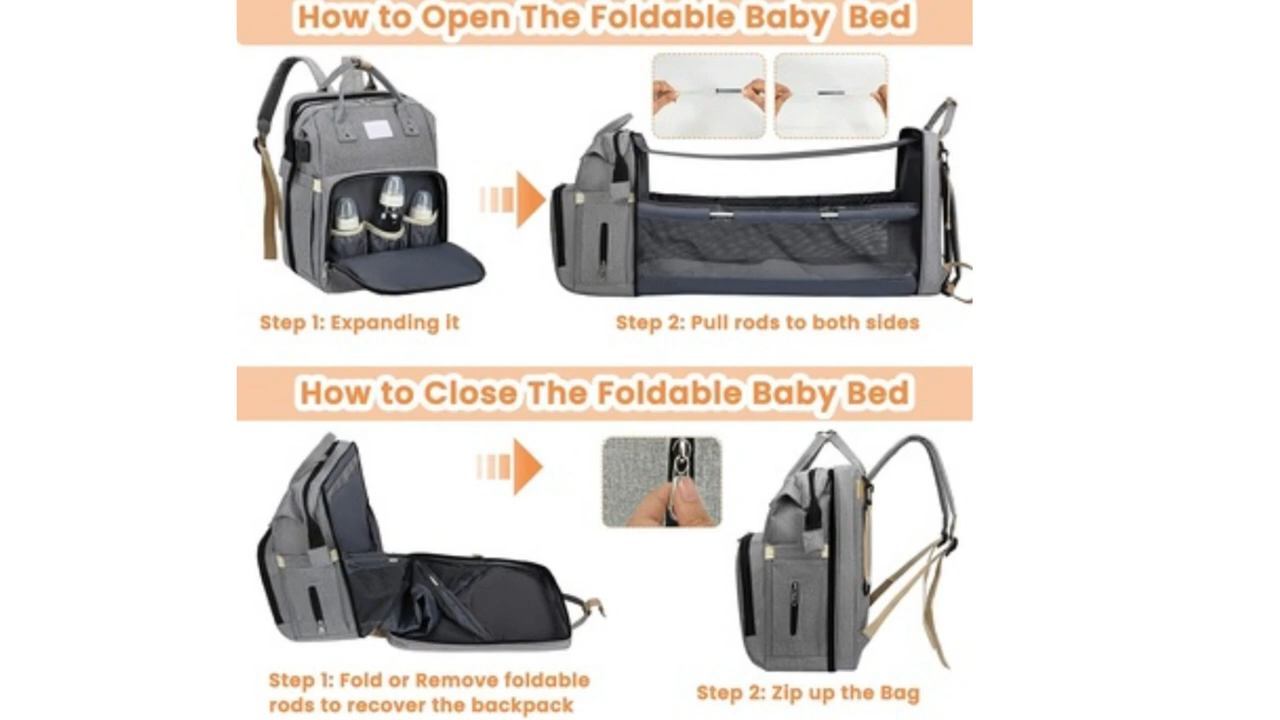 How to Open The Foldable Baby Bed
Step 1: Expanding it
Step 2: Pull rods to both sides
How to Close The Foldable Baby Bed
Step 1: Fold or Remove foldable
rods to recover the backpack
Step 2: Zip up the Bag